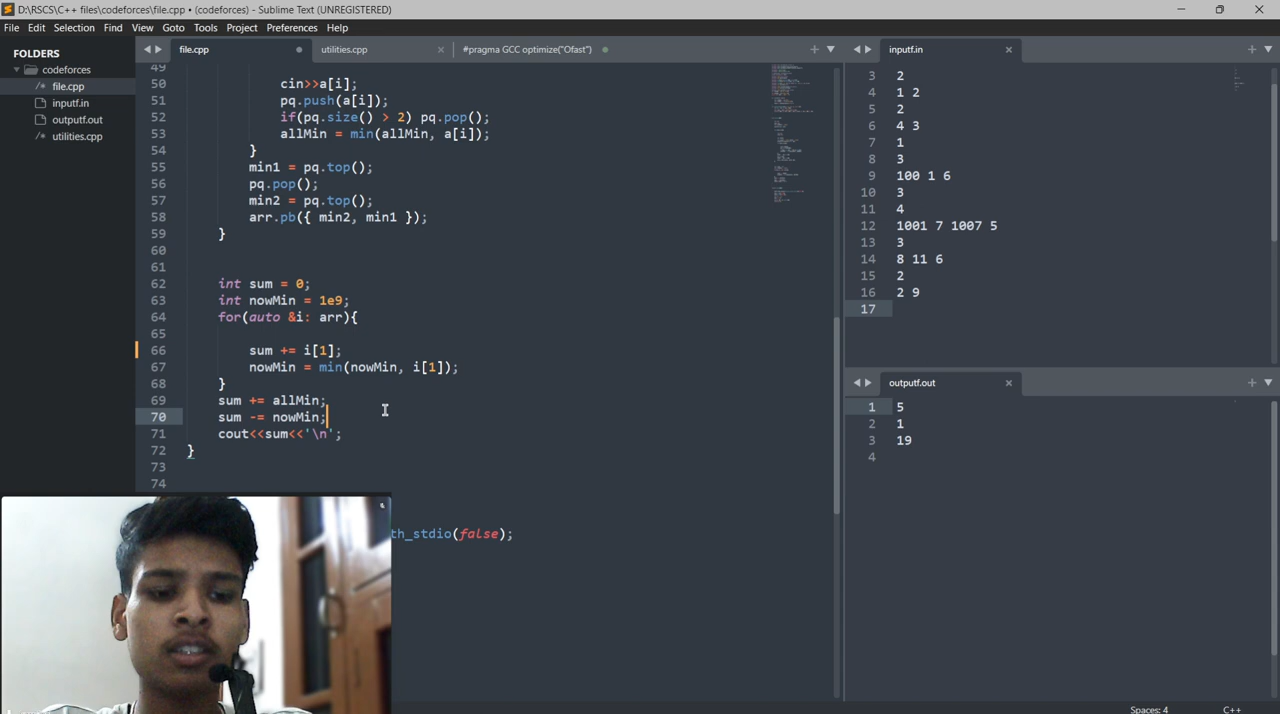 D:\RSCS\C++ files\codeforces\file.cpp • (codeforces) - Sublime Text (UNREGISTERED)
File Edit Selection Find View Goto Tools Project Preferences Help
FOLDERS
codeforces
file.cpp
inputf.in
outputf.out
utilities.cpp
file.cpp utilities.cpp #pragma GCC optimize("Ofast")
49
50 cin>>a[i];
51 pq.push(a[i]);
52 if(pq.size() > 2) pq.pop();
53 allMin = min(allMin, a[i]);
54 }
55 min1 = pq.top();
56 pq.pop();
57 min2 = pq.top();
58 arr.pb({ min2, min1 });
59 }
60
61
62 int sum = 0;
63 int nowMin = 1e9;
64 for(auto &i: arr){
65
66 sum += i[1];
67 nowMin = min(nowMin, i[1]);
68 }
69 sum += allMin;
70 sum -= nowMin;
71 cout<<sum<<'\n';
72 }
73
74
th_stdio(false);
inputf.in
3 2
4 1 2
5 2
6 4 3
7 1
8 3
9 100 1 6
10 3
11 4
12 1001 7 1007 5
13 3
14 8 11 6
15 2
16 2 9
17
outputf.out
1 5
2 1
3 19
4
Spaces: 4 C++